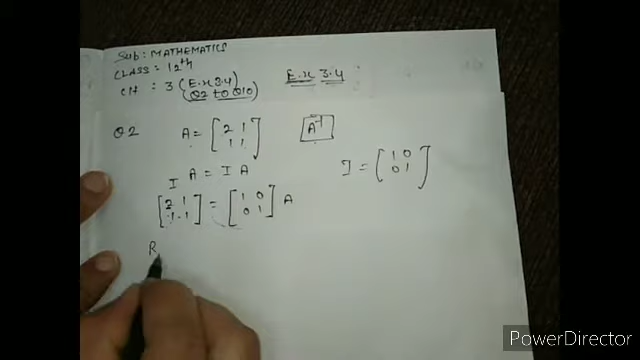 Sub: MATHEMATICS
CLASS: 12th
CH: 3 (E.x 3.4) E.x 3.4
(Q2 to Q10)
Q2 A = [2 1 A⁻¹
1 1]
I A = I A I = [1 0
0 1]
[2 1 = [1 0 A
1 1] 0 1]
R
PowerDirector